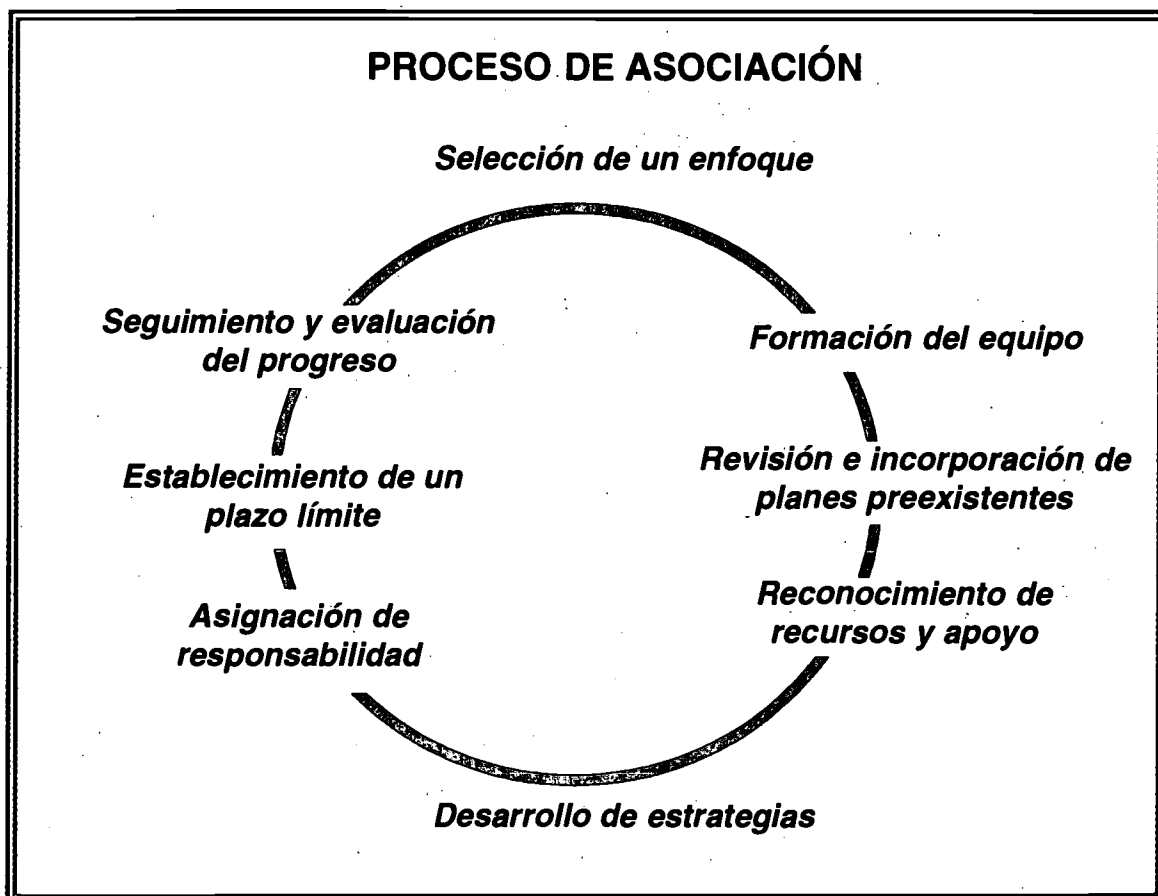 PROCESO DE ASOCIACIÓN
Selección de un enfoque
Formación del equipo
Revisión e incorporación de
planes preexistentes
Reconocimiento de
recursos y apoyo
Desarrollo de estrategias
Asignación de
responsabilidad
Establecimiento de un
plazo límite
Seguimiento y evaluación
del progreso